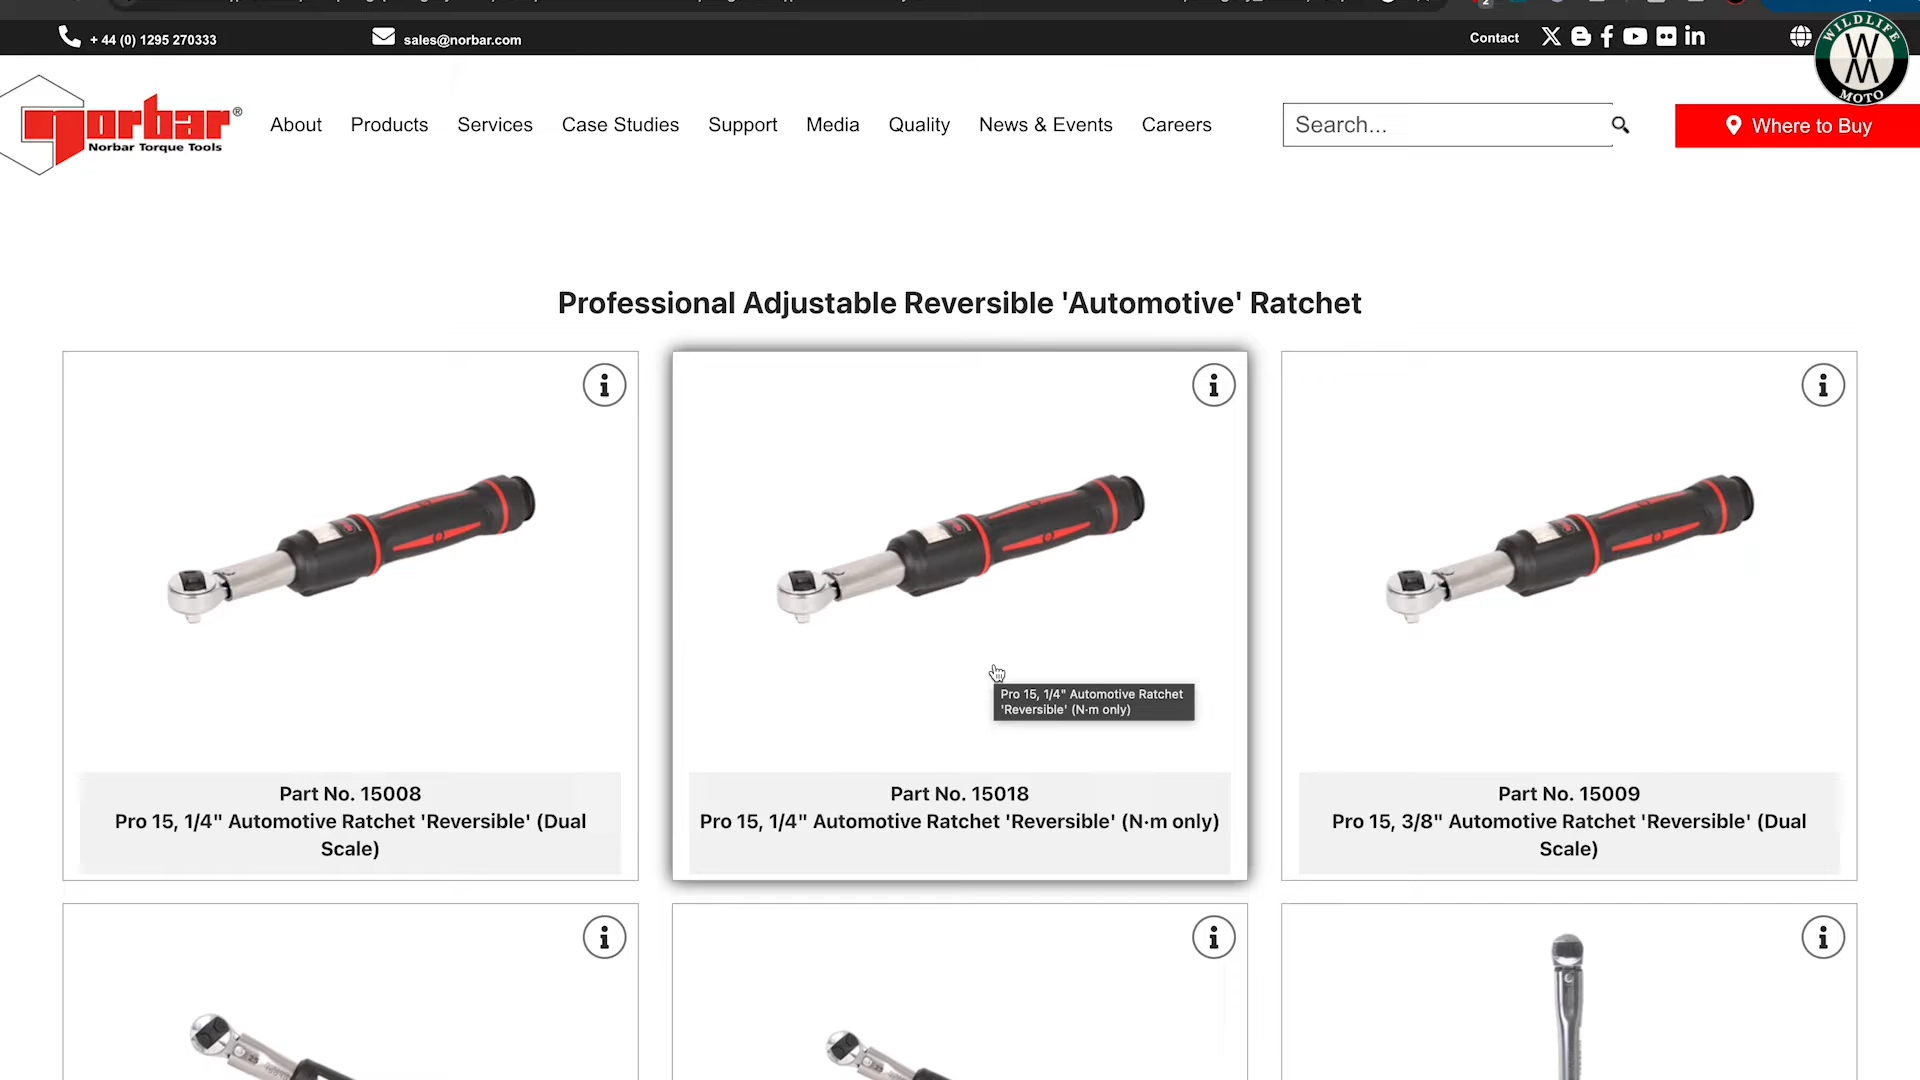 + 44 (0) 1295 270333
sales@norbar.com
Contact
WILDLIFE
WM
MOTO
norbar®
Norbar Torque Tools
About
Products
Services
Case Studies
Support
Media
Quality
News & Events
Careers
Search...
Where to Buy
Professional Adjustable Reversible 'Automotive' Ratchet
Pro 15, 1/4" Automotive Ratchet
'Reversible' (N·m only)
Part No. 15008
Pro 15, 1/4" Automotive Ratchet 'Reversible' (Dual
Scale)
Part No. 15018
Pro 15, 1/4" Automotive Ratchet 'Reversible' (N·m only)
Part No. 15009
Pro 15, 3/8" Automotive Ratchet 'Reversible' (Dual
Scale)